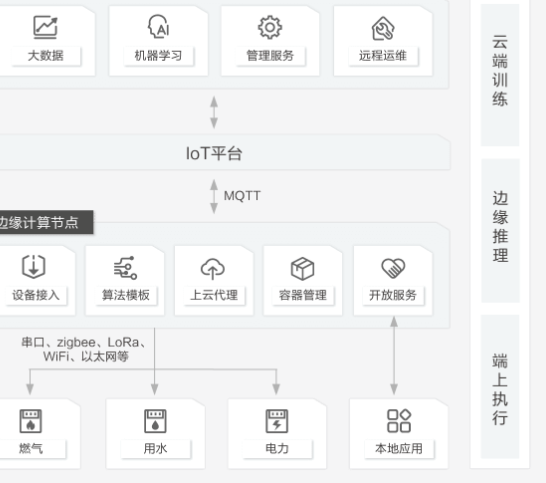 大数据
机器学习
管理服务
远程运维
云端训练
IoT平台
MQTT
边缘计算节点
边缘推理
设备接入
算法模板
上云代理
容器管理
开放服务
串口、zigbee、LoRa、
WiFi、以太网等
端上执行
燃气
用水
电力
本地应用